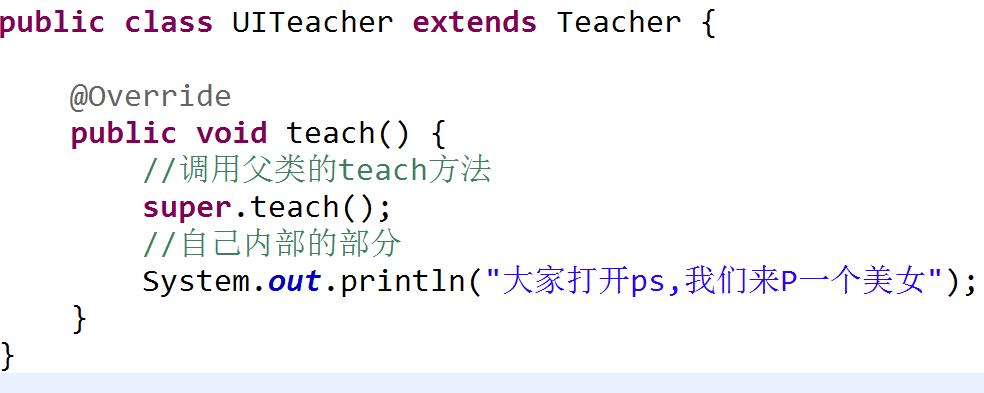 public class UITeacher extends Teacher {
@Override
public void teach() {
//调用父类的teach方法
super.teach();
//自己内部的部分
System.out.println("大家打开ps,我们来P一个美女");
}
}